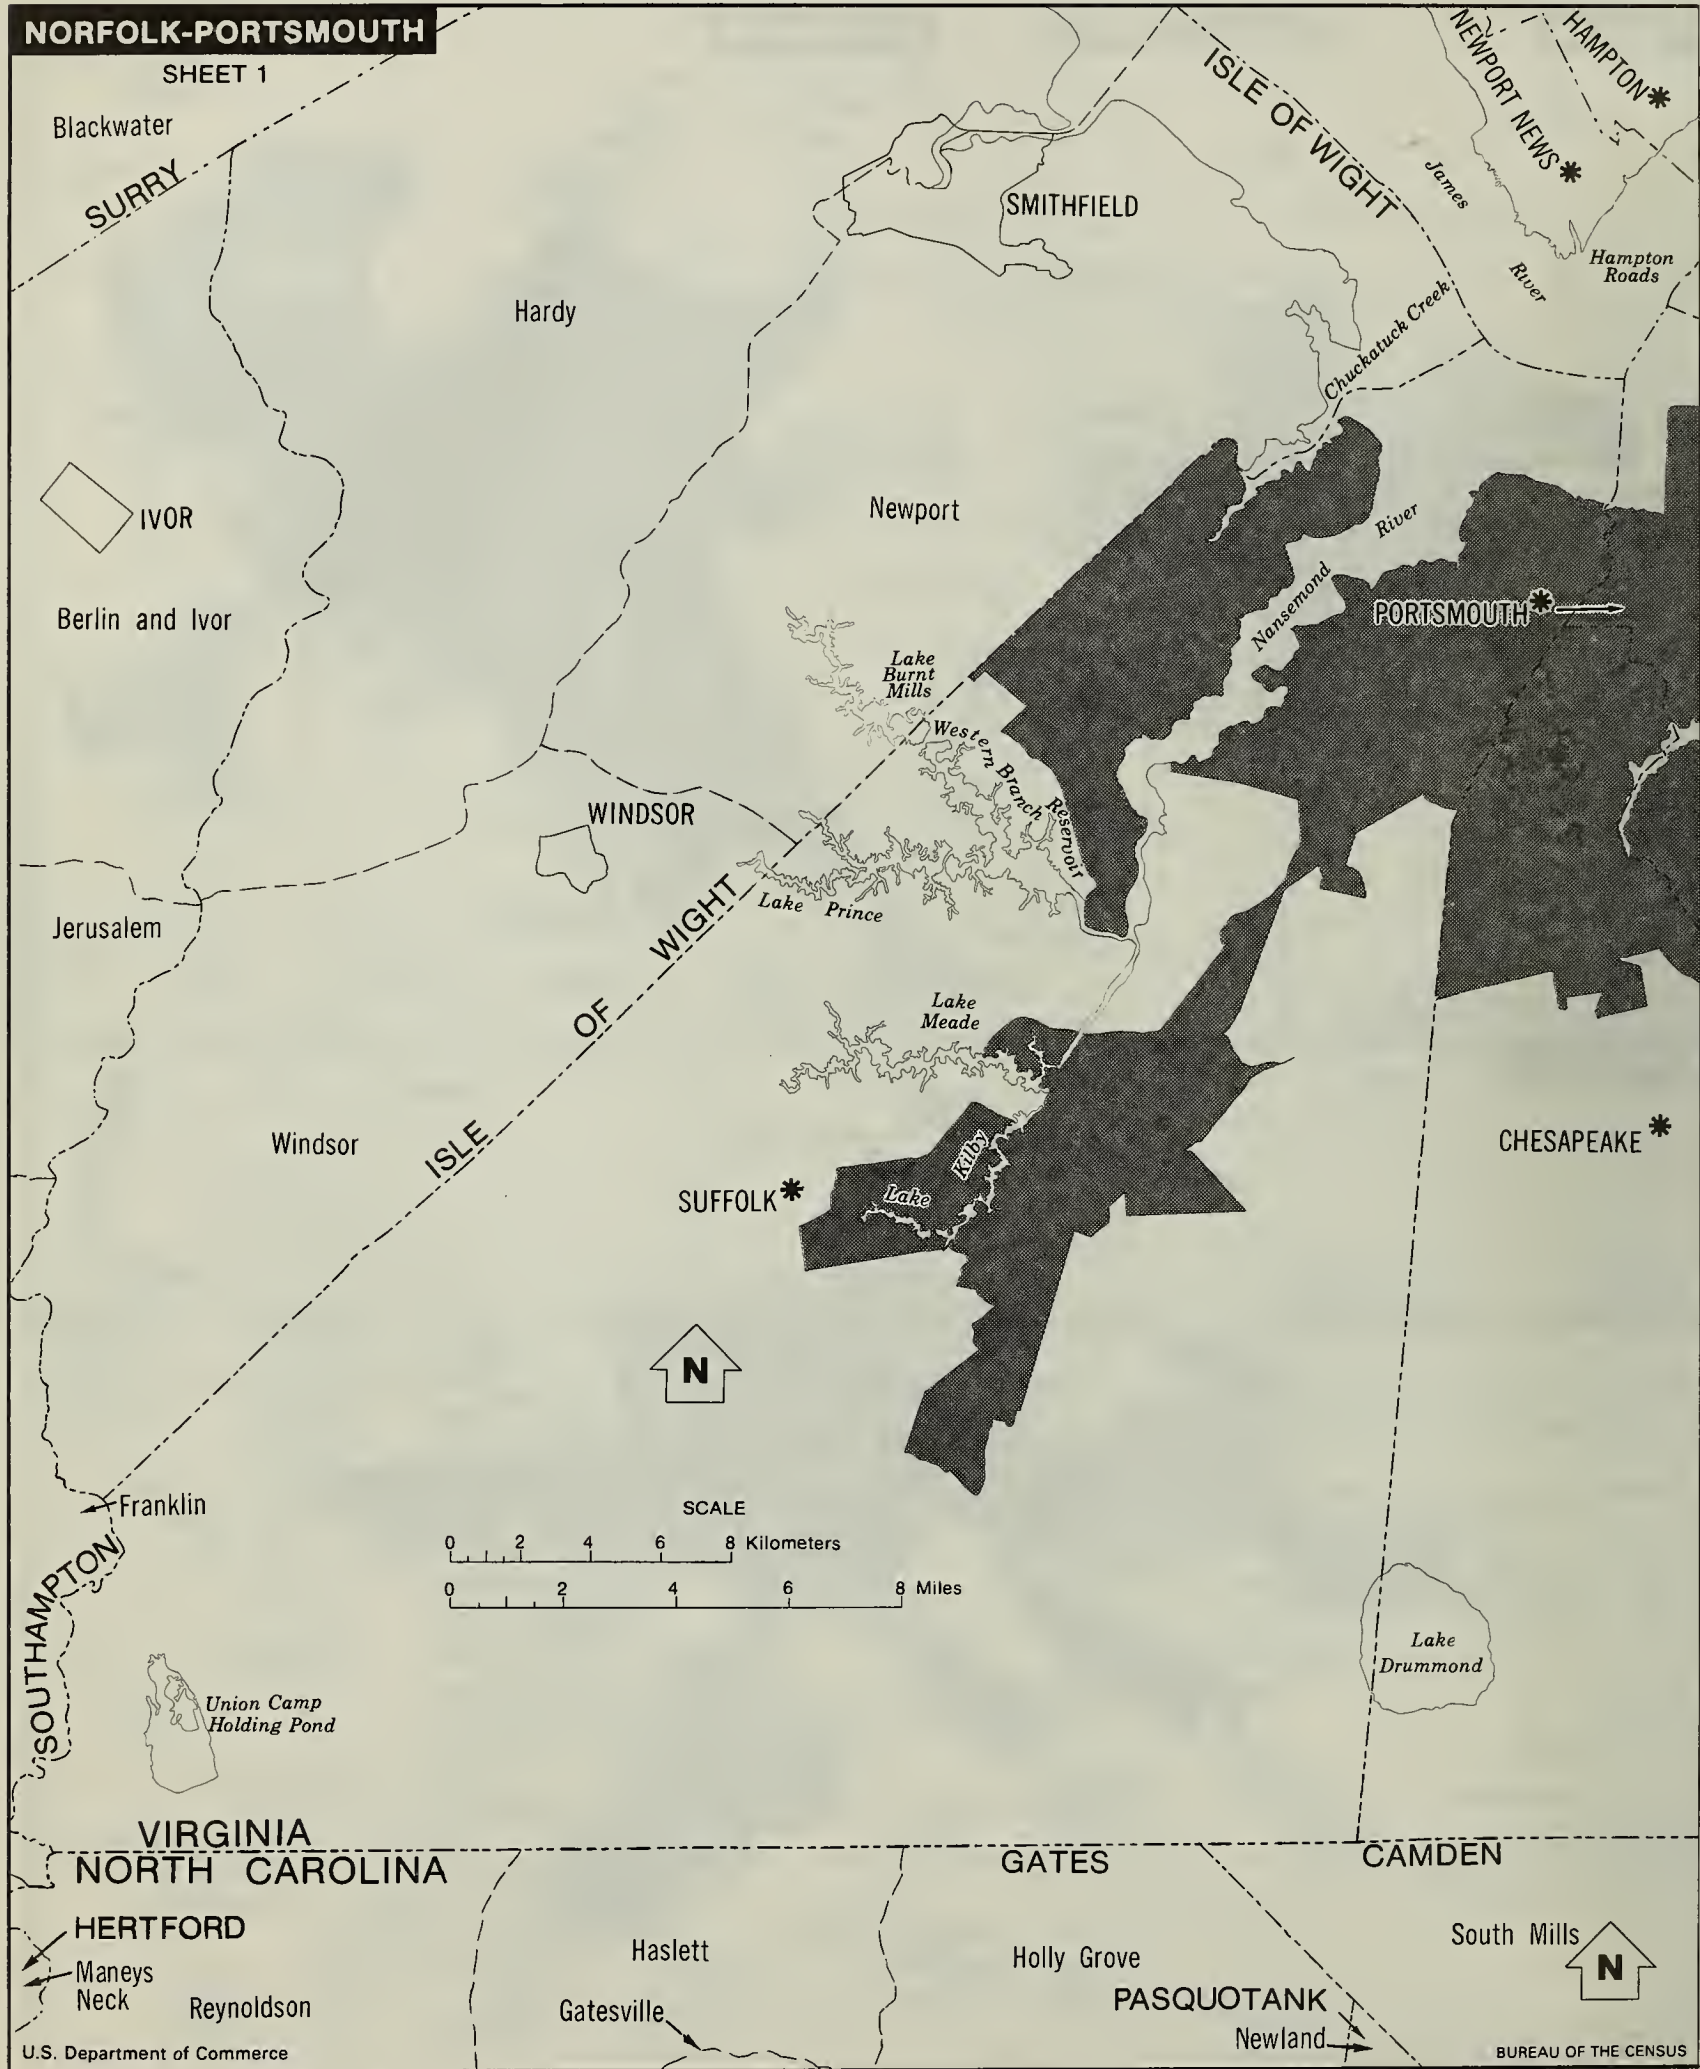 NORFOLK-PORTSMOUTH
SHEET 1
Blackwater
SURRY
ISLE OF WIGHT
NEWPORT NEWS*
HAMPTON*
James
River
Hampton
Roads
SMITHFIELD
Hardy
Chuckatuck Creek
IVOR
Newport
Nansemond
River
Berlin and Ivor
PORTSMOUTH*
Lake
Burnt
Mills
Western Branch Reservoir
WINDSOR
Lake Prince
Jerusalem
ISLE OF WIGHT
Lake
Meade
Windsor
Lake Kilby
SUFFOLK*
CHESAPEAKE*
N
Franklin
SCALE
0 2 4 6 8 Kilometers
0 2 4 6 8 Miles
SOUTHAMPTON
Lake
Drummond
Union Camp
Holding Pond
VIRGINIA
NORTH CAROLINA
GATES
CAMDEN
HERTFORD
Maneys
Neck
Reynoldson
Haslett
Gatesville
Holly Grove
South Mills
N
PASQUOTANK
Newland
U.S. Department of Commerce
BUREAU OF THE CENSUS